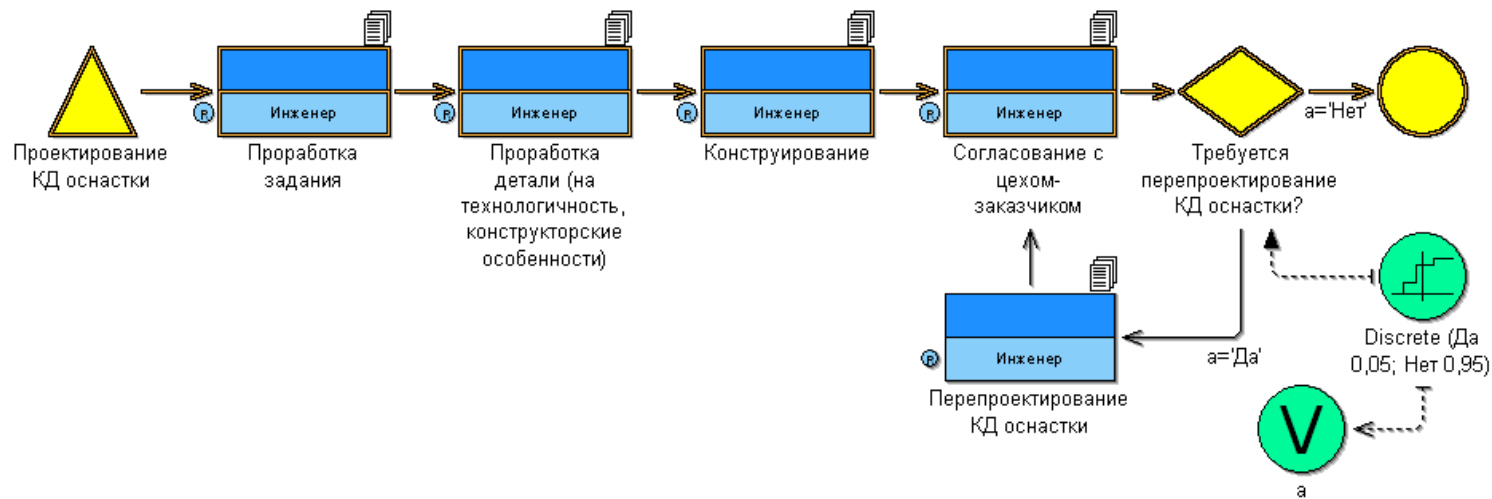 Инженер
Инженер
Инженер
Инженер
a='Нет'
Проектирование
КД оснастки
Проработка
задания
Проработка
детали (на
технологичность,
конструкторские
особенности)
Конструирование
Согласование с
цехом-
заказчиком
Требуется
перепроектирование
КД оснастки?
Инженер
Перепроектирование
КД оснастки
a='Да'
Discrete (Да
0,05; Нет 0,95)
V
a
R
R
R
R
R